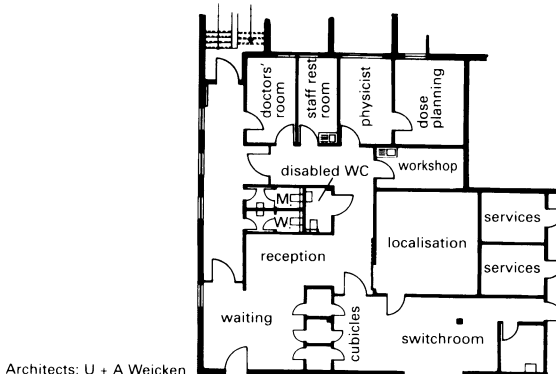 doctors'
room
staff rest
room
physicist
dose
planning
disabled WC
workshop
M
W.
services
localisation
services
reception
waiting
cubicles
switchroom
Architects: U + A Weicken